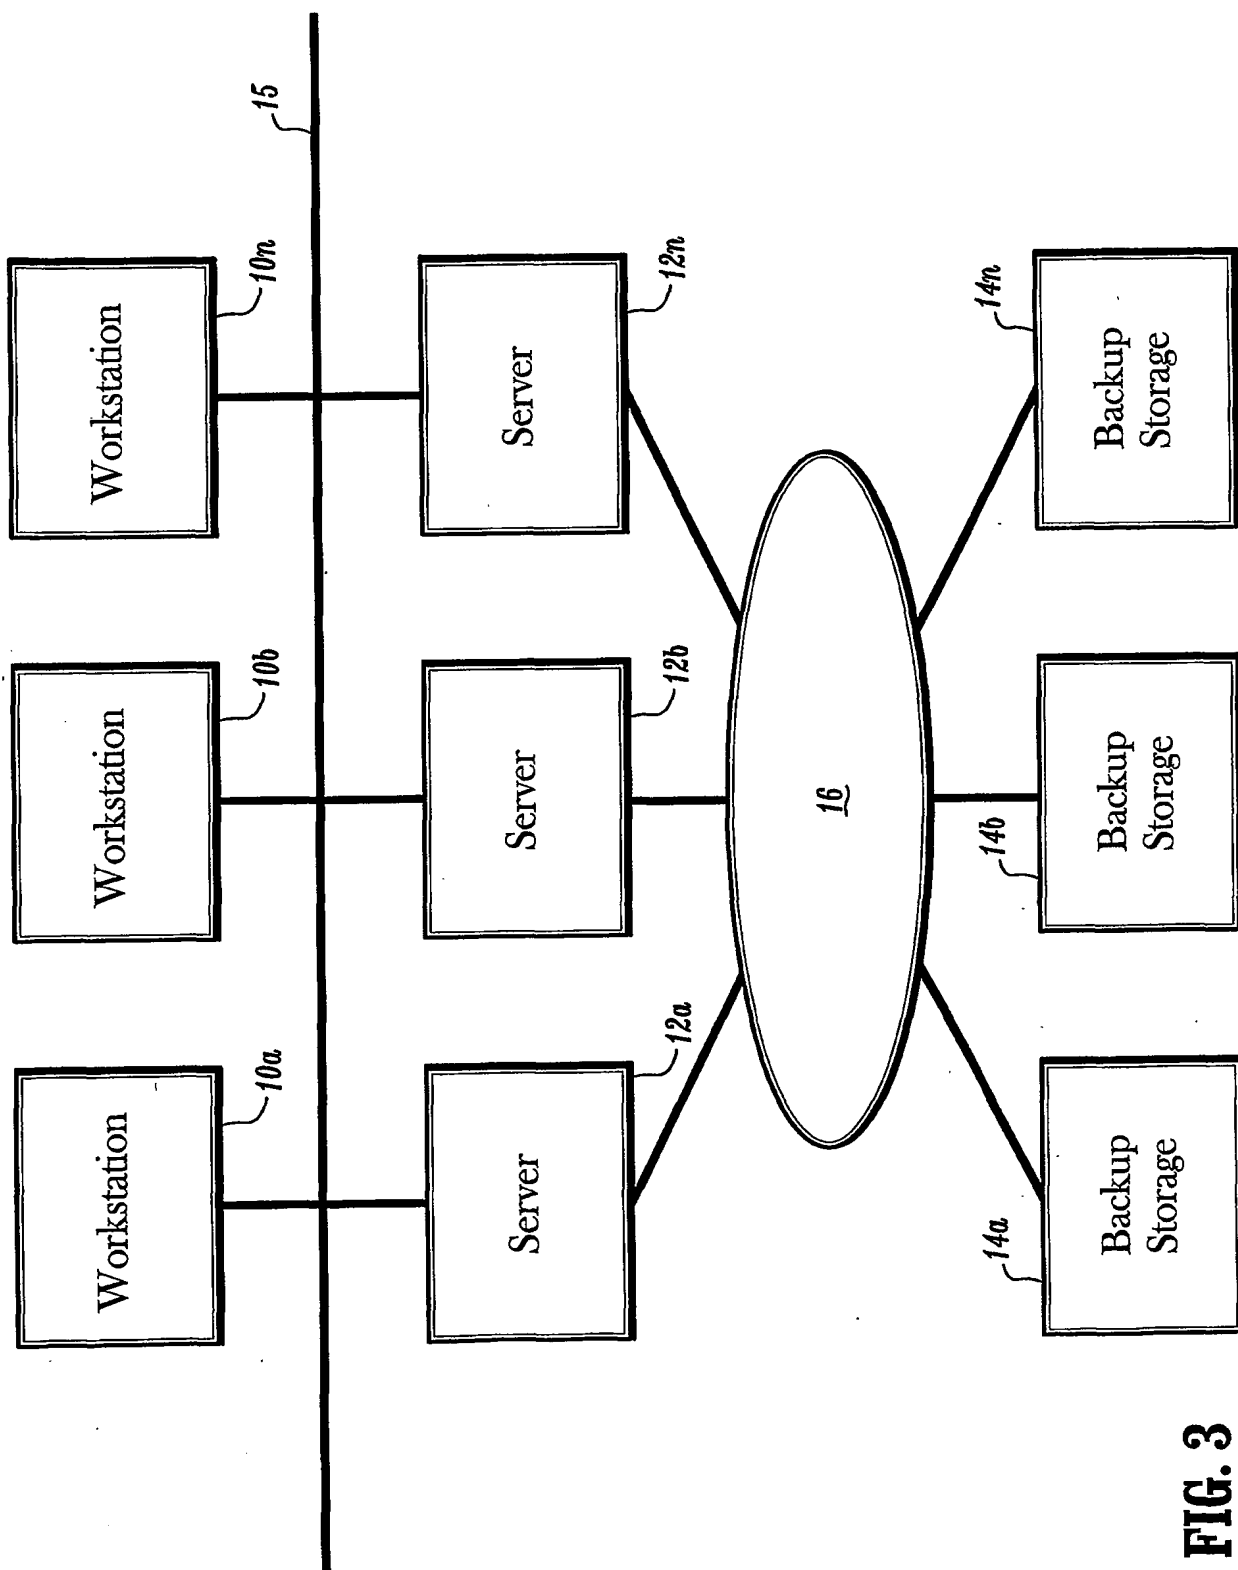 Workstation
Workstation
Workstation
10a
10b
10n
15
Server
Server
Server
12a
12b
12n
16
14a
14b
14n
Backup
Storage
Backup
Storage
Backup
Storage
FIG. 3